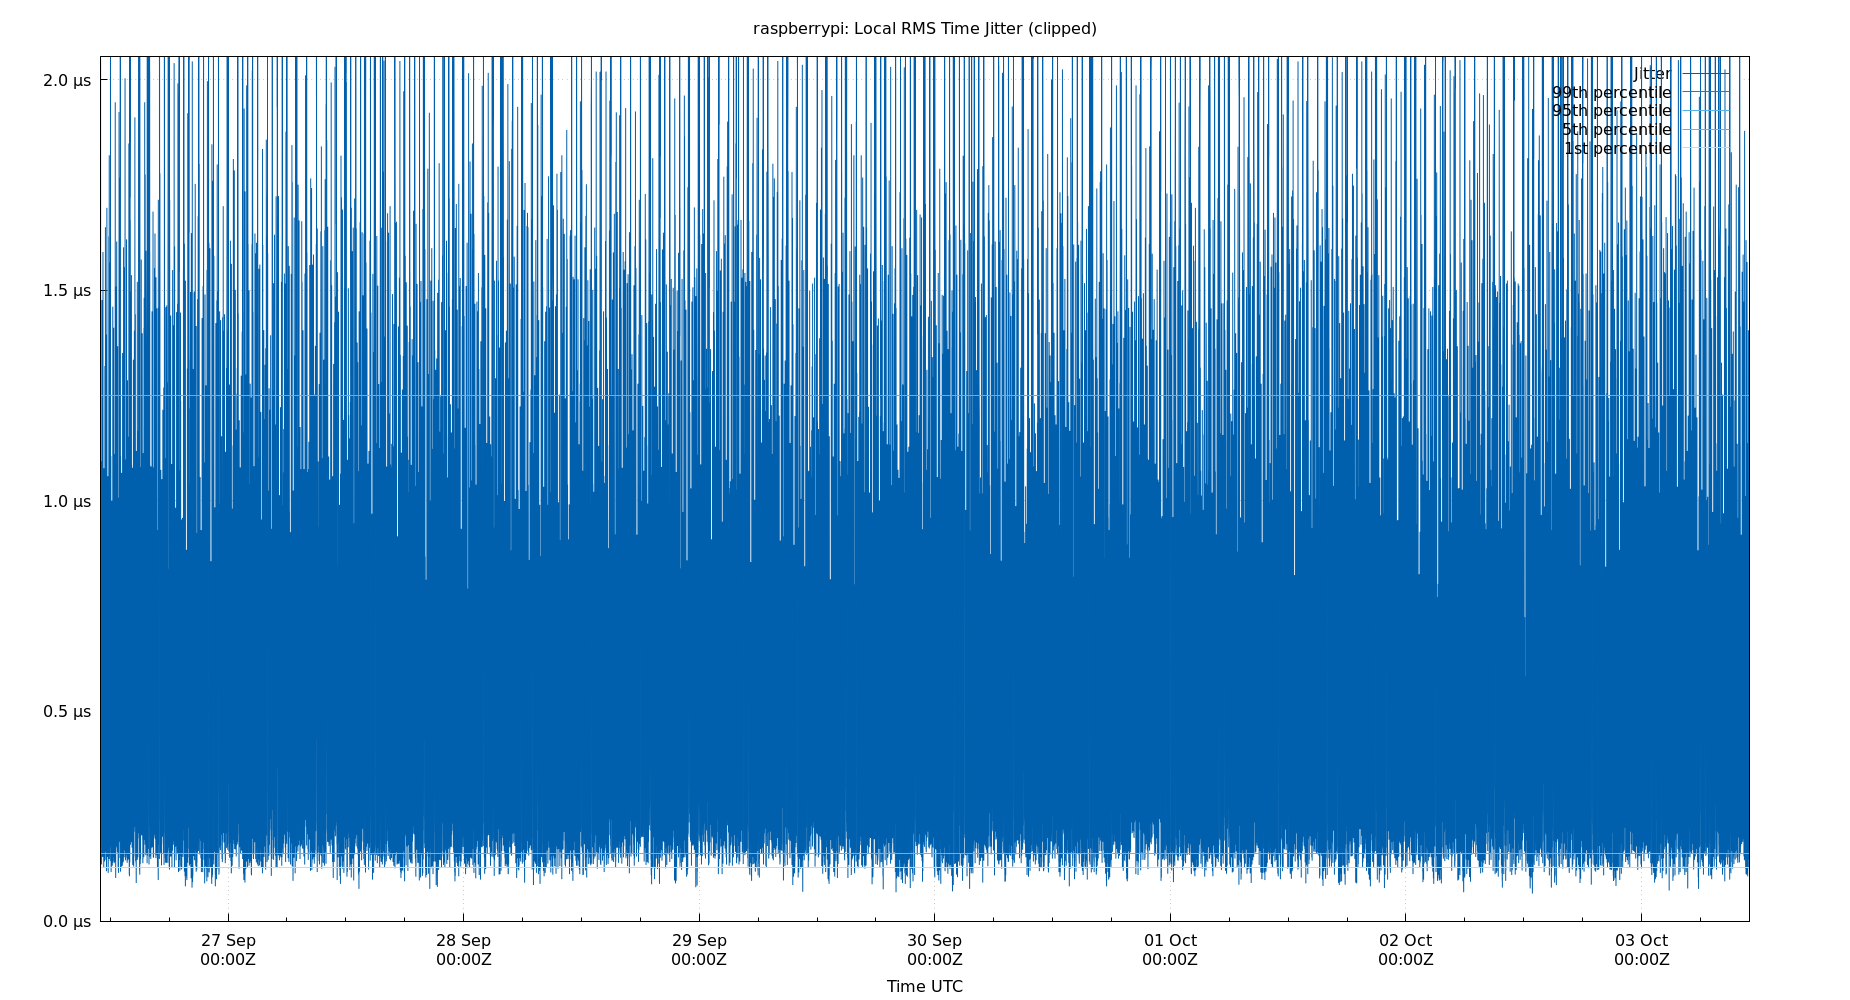 raspberrypi: Local RMS Time Jitter (clipped)
2.0 µs
1.5 µs
1.0 µs
0.5 µs
0.0 µs
Jitter
99th percentile
95th percentile
5th percentile
1st percentile
27 Sep
00:00Z
28 Sep
00:00Z
29 Sep
00:00Z
30 Sep
00:00Z
01 Oct
00:00Z
02 Oct
00:00Z
03 Oct
00:00Z
Time UTC